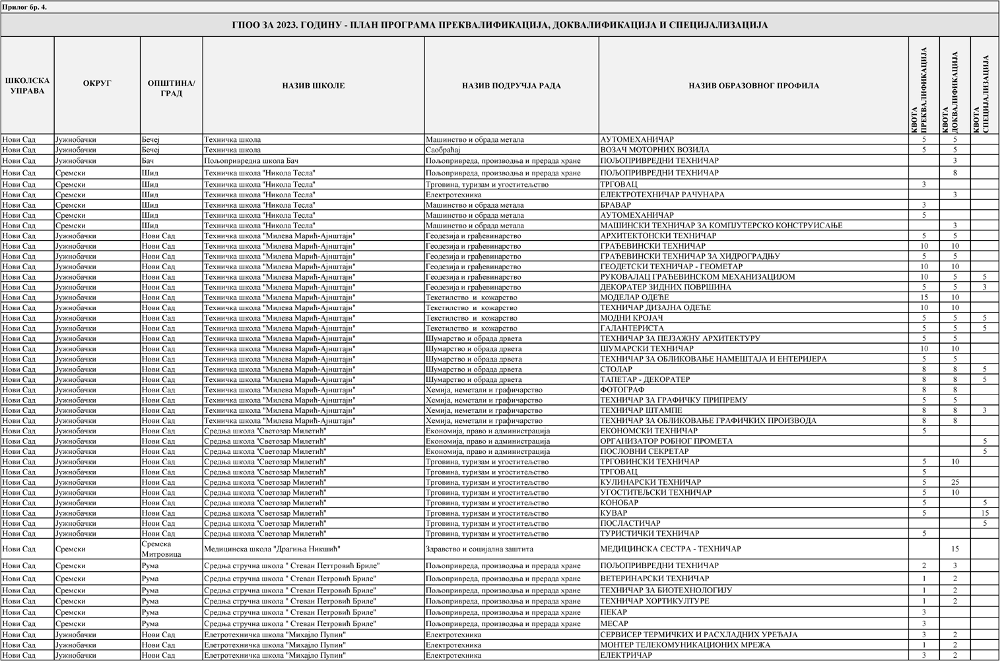 Прилог бр. 4.
ГПОО ЗА 2023. ГОДИНУ - ПЛАН ПРОГРАМА ПРЕКВАЛИФИКАЦИЈА, ДОКВАЛИФИКАЦИЈА И СПЕЦИЈАЛИЗАЦИЈА
ШКОЛСКА УПРАВА ОКРУГ ОПШТИНА/ ГРАД НАЗИВ ШКОЛЕ НАЗИВ ПОДРУЧЈА РАДА НАЗИВ ОБРАЗОВНОГ ПРОФИЛА КВОТА ПРЕКВАЛИФИКАЦИЈА КВОТА ДОКВАЛИФИКАЦИЈА КВОТА СПЕЦИЈАЛИЗАЦИЈА
Нови Сад Јужнобачки Бечеј Техничка школа Машинство и обрада метала АУТОМЕХАНИЧАР 5 5
Нови Сад Јужнобачки Бечеј Техничка школа Саобраћај ВОЗАЧ МОТОРНИХ ВОЗИЛА 5 5
Нови Сад Јужнобачки Бач Пољопривредна школа Бач Пољопривреда, производња и прерада хране ПОЉОПРИВРЕДНИ ТЕХНИЧАР 3
Нови Сад Сремски Шид Техничка школа "Никола Тесла" Пољопривреда, производња и прерада хране ПОЉОПРИВРЕДНИ ТЕХНИЧАР 8
Нови Сад Сремски Шид Техничка школа "Никола Тесла" Трговина, туризам и угоститељство ТРГОВАЦ 3
Нови Сад Сремски Шид Техничка школа "Никола Тесла" Електротехника ЕЛЕКТРОТЕХНИЧАР РАЧУНАРА 3
Нови Сад Сремски Шид Техничка школа "Никола Тесла" Машинство и обрада метала БРАВАР 3
Нови Сад Сремски Шид Техничка школа "Никола Тесла" Машинство и обрада метала АУТОМЕХАНИЧАР 5
Нови Сад Сремски Шид Техничка школа "Никола Тесла" Машинство и обрада метала МАШИНСКИ ТЕХНИЧАР ЗА КОМПЈУТЕРСКО КОНСТРУИСАЊЕ 3
Нови Сад Јужнобачки Нови Сад Техничка школа "Милева Марић-Ајнштајн" Геодезија и грађевинарство АРХИТЕКТОНСКИ ТЕХНИЧАР 5 5
Нови Сад Јужнобачки Нови Сад Техничка школа "Милева Марић-Ајнштајн" Геодезија и грађевинарство ГРАЂЕВИНСКИ ТЕХНИЧАР 10 10
Нови Сад Јужнобачки Нови Сад Техничка школа "Милева Марић-Ајнштајн" Геодезија и грађевинарство ГРАЂЕВИНСКИ ТЕХНИЧАР ЗА ХИДРОГРАДЊУ 5 5
Нови Сад Јужнобачки Нови Сад Техничка школа "Милева Марић-Ајнштајн" Геодезија и грађевинарство ГЕОДЕТСКИ ТЕХНИЧАР - ГЕОМЕТАР 10 10
Нови Сад Јужнобачки Нови Сад Техничка школа "Милева Марић-Ајнштајн" Геодезија и грађевинарство РУКОВАЛАЦ ГРАЂЕВИНСКОМ МЕХАНИЗАЦИЈОМ 10 5 5
Нови Сад Јужнобачки Нови Сад Техничка школа "Милева Марић-Ајнштајн" Геодезија и грађевинарство ДЕКОРАТЕР ЗИДНИХ ПОВРШИНА 5 5 3
Нови Сад Јужнобачки Нови Сад Техничка школа "Милева Марић-Ајнштајн" Текстилство и кожарство МОДЕЛАР ОДЕЋЕ 15 10
Нови Сад Јужнобачки Нови Сад Техничка школа "Милева Марић-Ајнштајн" Текстилство и кожарство ТЕХНИЧАР ДИЗАЈНА ОДЕЋЕ 10 10
Нови Сад Јужнобачки Нови Сад Техничка школа "Милева Марић-Ајнштајн" Текстилство и кожарство МОДНИ КРОЈАЧ 5 5 5
Нови Сад Јужнобачки Нови Сад Техничка школа "Милева Марић-Ајнштајн" Текстилство и кожарство ГАЛАНТЕРИСТА 5 5 5
Нови Сад Јужнобачки Нови Сад Техничка школа "Милева Марић-Ајнштајн" Шумарство и обрада дрвета ТЕХНИЧАР ЗА ПЕЈЗАЖНУ АРХИТЕКТУРУ 5 5
Нови Сад Јужнобачки Нови Сад Техничка школа "Милева Марић-Ајнштајн" Шумарство и обрада дрвета ШУМАРСКИ ТЕХНИЧАР 10 10
Нови Сад Јужнобачки Нови Сад Техничка школа "Милева Марић-Ајнштајн" Шумарство и обрада дрвета ТЕХНИЧАР ЗА ОБЛИКОВАЊЕ НАМЕШТАЈА И ЕНТЕРИЈЕРА 5 5
Нови Сад Јужнобачки Нови Сад Техничка школа "Милева Марић-Ајнштајн" Шумарство и обрада дрвета СТОЛАР 8 8 5
Нови Сад Јужнобачки Нови Сад Техничка школа "Милева Марић-Ајнштајн" Шумарство и обрада дрвета ТАПЕТАР - ДЕКОРАТЕР 8 8 5
Нови Сад Јужнобачки Нови Сад Техничка школа "Милева Марић-Ајнштајн" Хемија, неметали и графичарство ФОТОГРАФ 8 8
Нови Сад Јужнобачки Нови Сад Техничка школа "Милева Марић-Ајнштајн" Хемија, неметали и графичарство ТЕХНИЧАР ЗА ГРАФИЧКУ ПРИПРЕМУ 5 5
Нови Сад Јужнобачки Нови Сад Техничка школа "Милева Марић-Ајнштајн" Хемија, неметали и графичарство ТЕХНИЧАР ШТАМПЕ 8 8 3
Нови Сад Јужнобачки Нови Сад Техничка школа "Милева Марић-Ајнштајн" Хемија, неметали и графичарство ТЕХНИЧАР ЗА ОБЛИКОВАЊЕ ГРАФИЧКИХ ПРОИЗВОДА 8 8
Нови Сад Јужнобачки Нови Сад Средња школа "Светозар Милетић" Економија, право и администрација ЕКОНОМСКИ ТЕХНИЧАР 5
Нови Сад Јужнобачки Нови Сад Средња школа "Светозар Милетић" Економија, право и администрација ОРГАНИЗАТОР РОБНОГ ПРОМЕТА 5
Нови Сад Јужнобачки Нови Сад Средња школа "Светозар Милетић" Економија, право и администрација ПОСЛОВНИ СЕКРЕТАР 5
Нови Сад Јужнобачки Нови Сад Средња школа "Светозар Милетић" Трговина, туризам и угоститељство ТРГОВИНСКИ ТЕХНИЧАР 5 10
Нови Сад Јужнобачки Нови Сад Средња школа "Светозар Милетић" Трговина, туризам и угоститељство ТРГОВАЦ 5
Нови Сад Јужнобачки Нови Сад Средња школа "Светозар Милетић" Трговина, туризам и угоститељство КУЛИНАРСКИ ТЕХНИЧАР 5 25
Нови Сад Јужнобачки Нови Сад Средња школа "Светозар Милетић" Трговина, туризам и угоститељство УГОСТИТЕЉСКИ ТЕХНИЧАР 5 10
Нови Сад Јужнобачки Нови Сад Средња школа "Светозар Милетић" Трговина, туризам и угоститељство КОНОБАР 5 5
Нови Сад Јужнобачки Нови Сад Средња школа "Светозар Милетић" Трговина, туризам и угоститељство КУВАР 5 15
Нови Сад Јужнобачки Нови Сад Средња школа "Светозар Милетић" Трговина, туризам и угоститељство ПОСЛАСТИЧАР 5
Нови Сад Јужнобачки Нови Сад Средња школа "Светозар Милетић" Трговина, туризам и угоститељство ТУРИСТИЧКИ ТЕХНИЧАР 5
Нови Сад Сремски Сремска Митровица Медицинска школа "Драгиња Никшић" Здравство и социјална заштита МЕДИЦИНСКА СЕСТРА - ТЕХНИЧАР 15
Нови Сад Сремски Рума Средња стручна школа " Стеван Петтровић Бриле" Пољопривреда, производња и прерада хране ПОЉОПРИВРЕДНИ ТЕХНИЧАР 2 3
Нови Сад Сремски Рума Средња стручна школа " Стеван Петровић Бриле" Пољопривреда, производња и прерада хране ВЕТЕРИНАРСКИ ТЕХНИЧАР 1 2
Нови Сад Сремски Рума Средња стручна школа " Стеван Петровић Бриле" Пољопривреда, производња и прерада хране ТЕХНИЧАР ЗА БИОТЕХНОЛОГИЈУ 1 2
Нови Сад Сремски Рума Средња стручна школа " Стеван Петровић Бриле" Пољопривреда, производња и прерада хране ТЕХНИЧАР ХОРТИКУЛТУРЕ 1 2
Нови Сад Сремски Рума Средња стручна школа " Стеван Петровић Бриле" Пољопривреда, производња и прерада хране ПЕКАР 3
Нови Сад Сремски Рума Средња стручна школа " Стеван Петровић Бриле" Пољопривреда, производња и прерада хране МЕСАР 3
Нови Сад Јужнобачки Нови Сад Елетротехничка школа "Михајло Пупин" Електротехника СЕРВИСЕР ТЕРМИЧКИХ И РАСХЛАДНИХ УРЕЂАЈА 3 2
Нови Сад Јужнобачки Нови Сад Елетротехничка школа "Михајло Пупин" Електротехника МОНТЕР ТЕЛЕКОМУНИКАЦИОНИХ МРЕЖА 1 2
Нови Сад Јужнобачки Нови Сад Елетротехничка школа "Михајло Пупин" Електротехника ЕЛЕКТРИЧАР 3 2